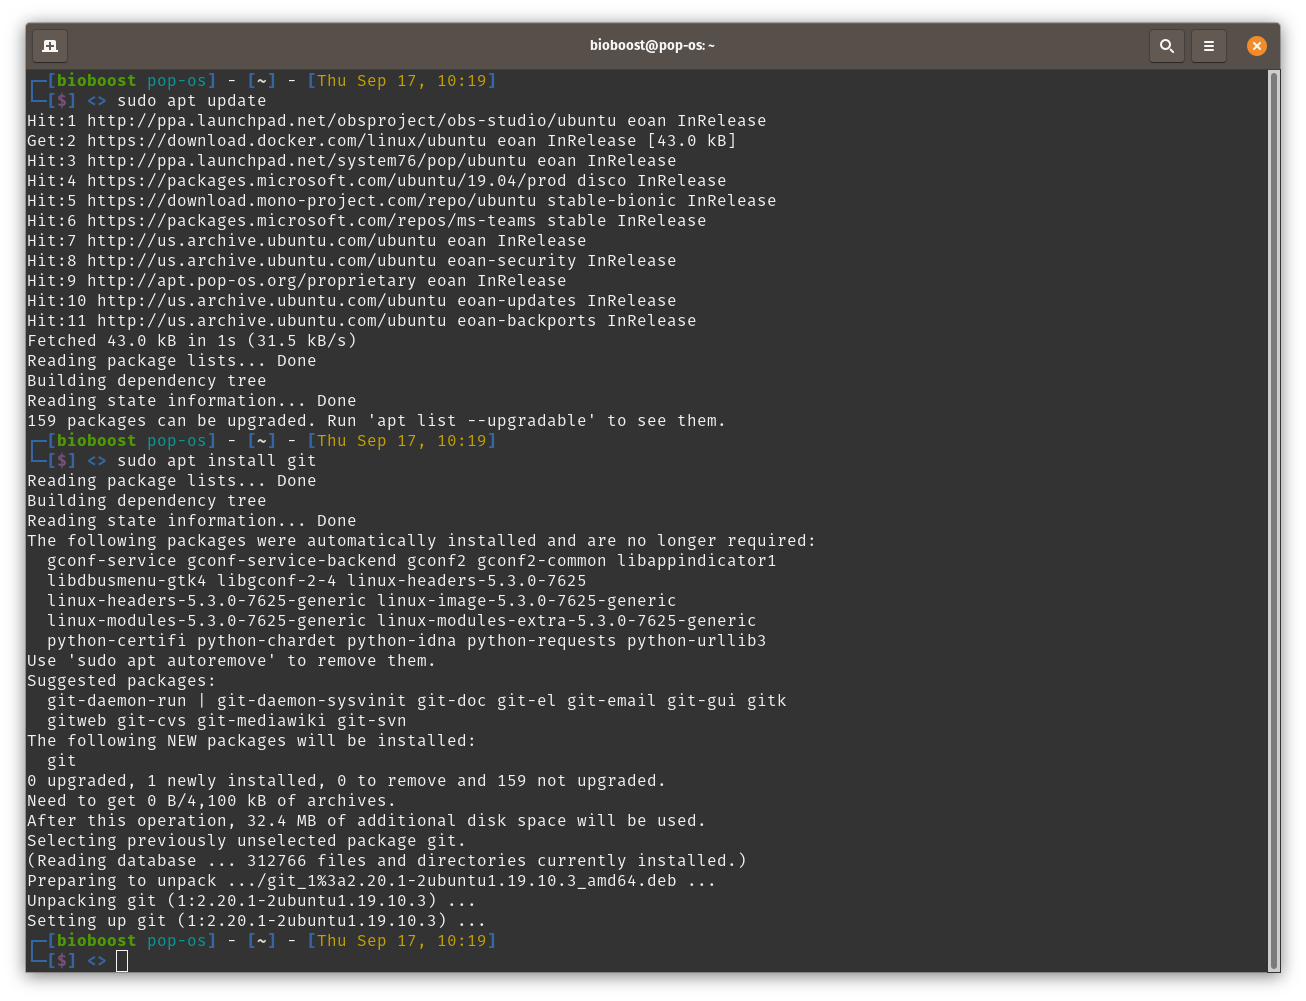 bioboost@pop-os: ~
┌─[bioboost pop-os] - [~] - [Thu Sep 17, 10:19]
└─[$] <> sudo apt update
Hit:1 http://ppa.launchpad.net/obsproject/obs-studio/ubuntu eoan InRelease
Get:2 https://download.docker.com/linux/ubuntu eoan InRelease [43.0 kB]
Hit:3 http://ppa.launchpad.net/system76/pop/ubuntu eoan InRelease
Hit:4 https://packages.microsoft.com/ubuntu/19.04/prod disco InRelease
Hit:5 https://download.mono-project.com/repo/ubuntu stable-bionic InRelease
Hit:6 https://packages.microsoft.com/repos/ms-teams stable InRelease
Hit:7 http://us.archive.ubuntu.com/ubuntu eoan InRelease
Hit:8 http://us.archive.ubuntu.com/ubuntu eoan-security InRelease
Hit:9 http://apt.pop-os.org/proprietary eoan InRelease
Hit:10 http://us.archive.ubuntu.com/ubuntu eoan-updates InRelease
Hit:11 http://us.archive.ubuntu.com/ubuntu eoan-backports InRelease
Fetched 43.0 kB in 1s (31.5 kB/s)
Reading package lists... Done
Building dependency tree
Reading state information... Done
159 packages can be upgraded. Run 'apt list --upgradable' to see them.
┌─[bioboost pop-os] - [~] - [Thu Sep 17, 10:19]
└─[$] <> sudo apt install git
Reading package lists... Done
Building dependency tree
Reading state information... Done
The following packages were automatically installed and are no longer required:
  gconf-service gconf-service-backend gconf2 gconf2-common libappindicator1
  libdbusmenu-gtk4 libgconf-2-4 linux-headers-5.3.0-7625
  linux-headers-5.3.0-7625-generic linux-image-5.3.0-7625-generic
  linux-modules-5.3.0-7625-generic linux-modules-extra-5.3.0-7625-generic
  python-certifi python-chardet python-idna python-requests python-urllib3
Use 'sudo apt autoremove' to remove them.
Suggested packages:
  git-daemon-run | git-daemon-sysvinit git-doc git-el git-email git-gui gitk
  gitweb git-cvs git-mediawiki git-svn
The following NEW packages will be installed:
  git
0 upgraded, 1 newly installed, 0 to remove and 159 not upgraded.
Need to get 0 B/4,100 kB of archives.
After this operation, 32.4 MB of additional disk space will be used.
Selecting previously unselected package git.
(Reading database ... 312766 files and directories currently installed.)
Preparing to unpack .../git_1%3a2.20.1-2ubuntu1.19.10.3_amd64.deb ...
Unpacking git (1:2.20.1-2ubuntu1.19.10.3) ...
Setting up git (1:2.20.1-2ubuntu1.19.10.3) ...
┌─[bioboost pop-os] - [~] - [Thu Sep 17, 10:19]
└─[$] <>